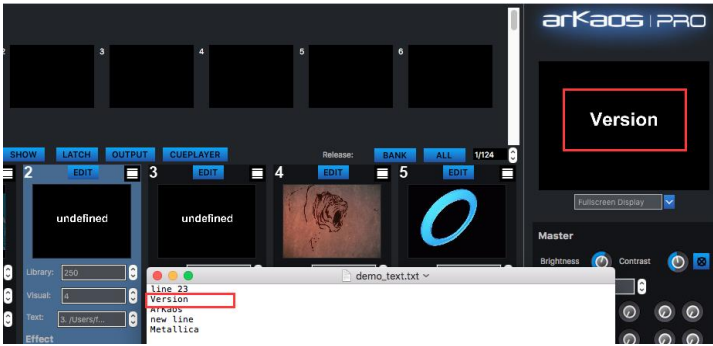 arkaos PRO
2
3
4
5
6
Version
SHOW LATCH OUTPUT CUEPLAYER Release: BANK ALL 1/124
2 EDIT
3 EDIT
4 EDIT
5 EDIT
undefined
undefined
Fullscreen Display
Master
Brightness Contrast
Library: 250
Visual: 4
Text: 3. /Users/f...
Effect
demo_text.txt
line 23
Version
Arkaos
new line
Metallica